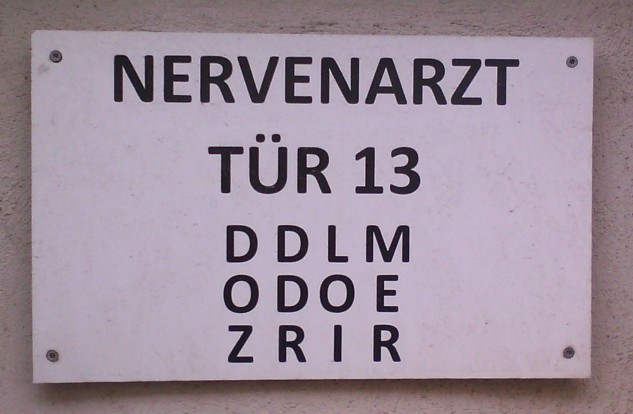 NERVENARZT
TÜR 13
D D L M
O D O E
Z R I R